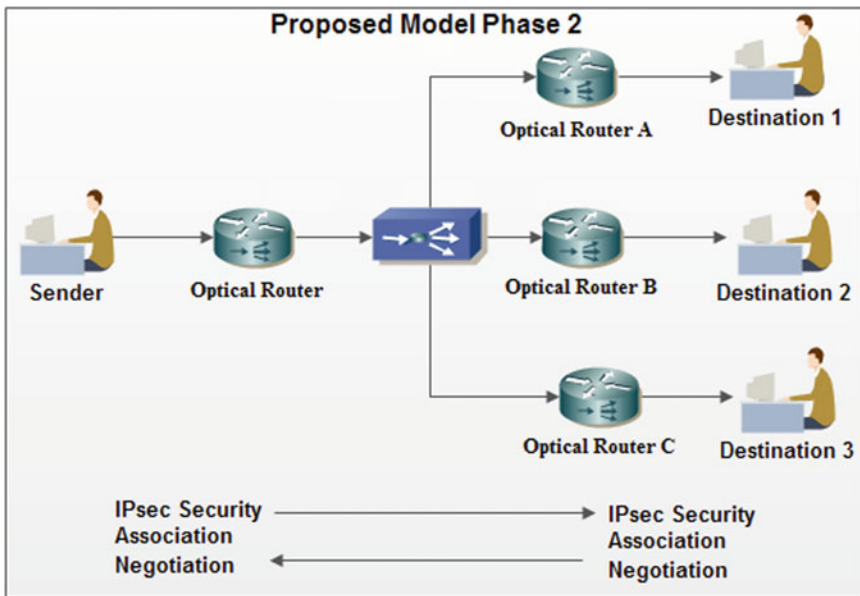 Proposed Model Phase 2
Optical Router A
Destination 1
Sender
Optical Router
Optical Router B
Destination 2
Optical Router C
Destination 3
IPsec Security
Association
Negotiation
IPsec Security
Association
Negotiation